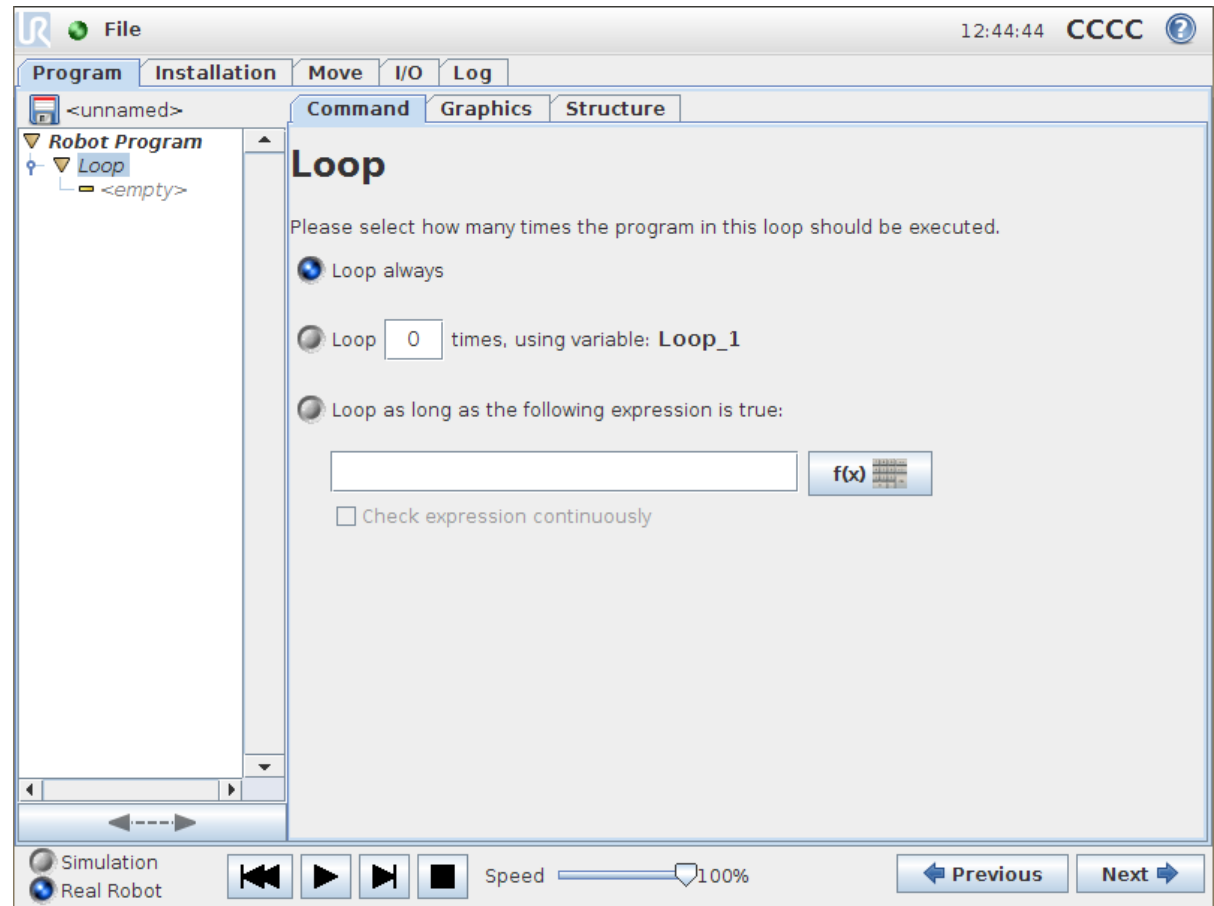 File 12:44:44 CCCC ?
Program Installation Move I/O Log
<unnamed> Command Graphics Structure
Robot Program
Loop
<empty>
Loop
Please select how many times the program in this loop should be executed.
Loop always
Loop 0 times, using variable: Loop_1
Loop as long as the following expression is true:
f(x)
Check expression continuously
Simulation
Real Robot
Speed 100% Previous Next